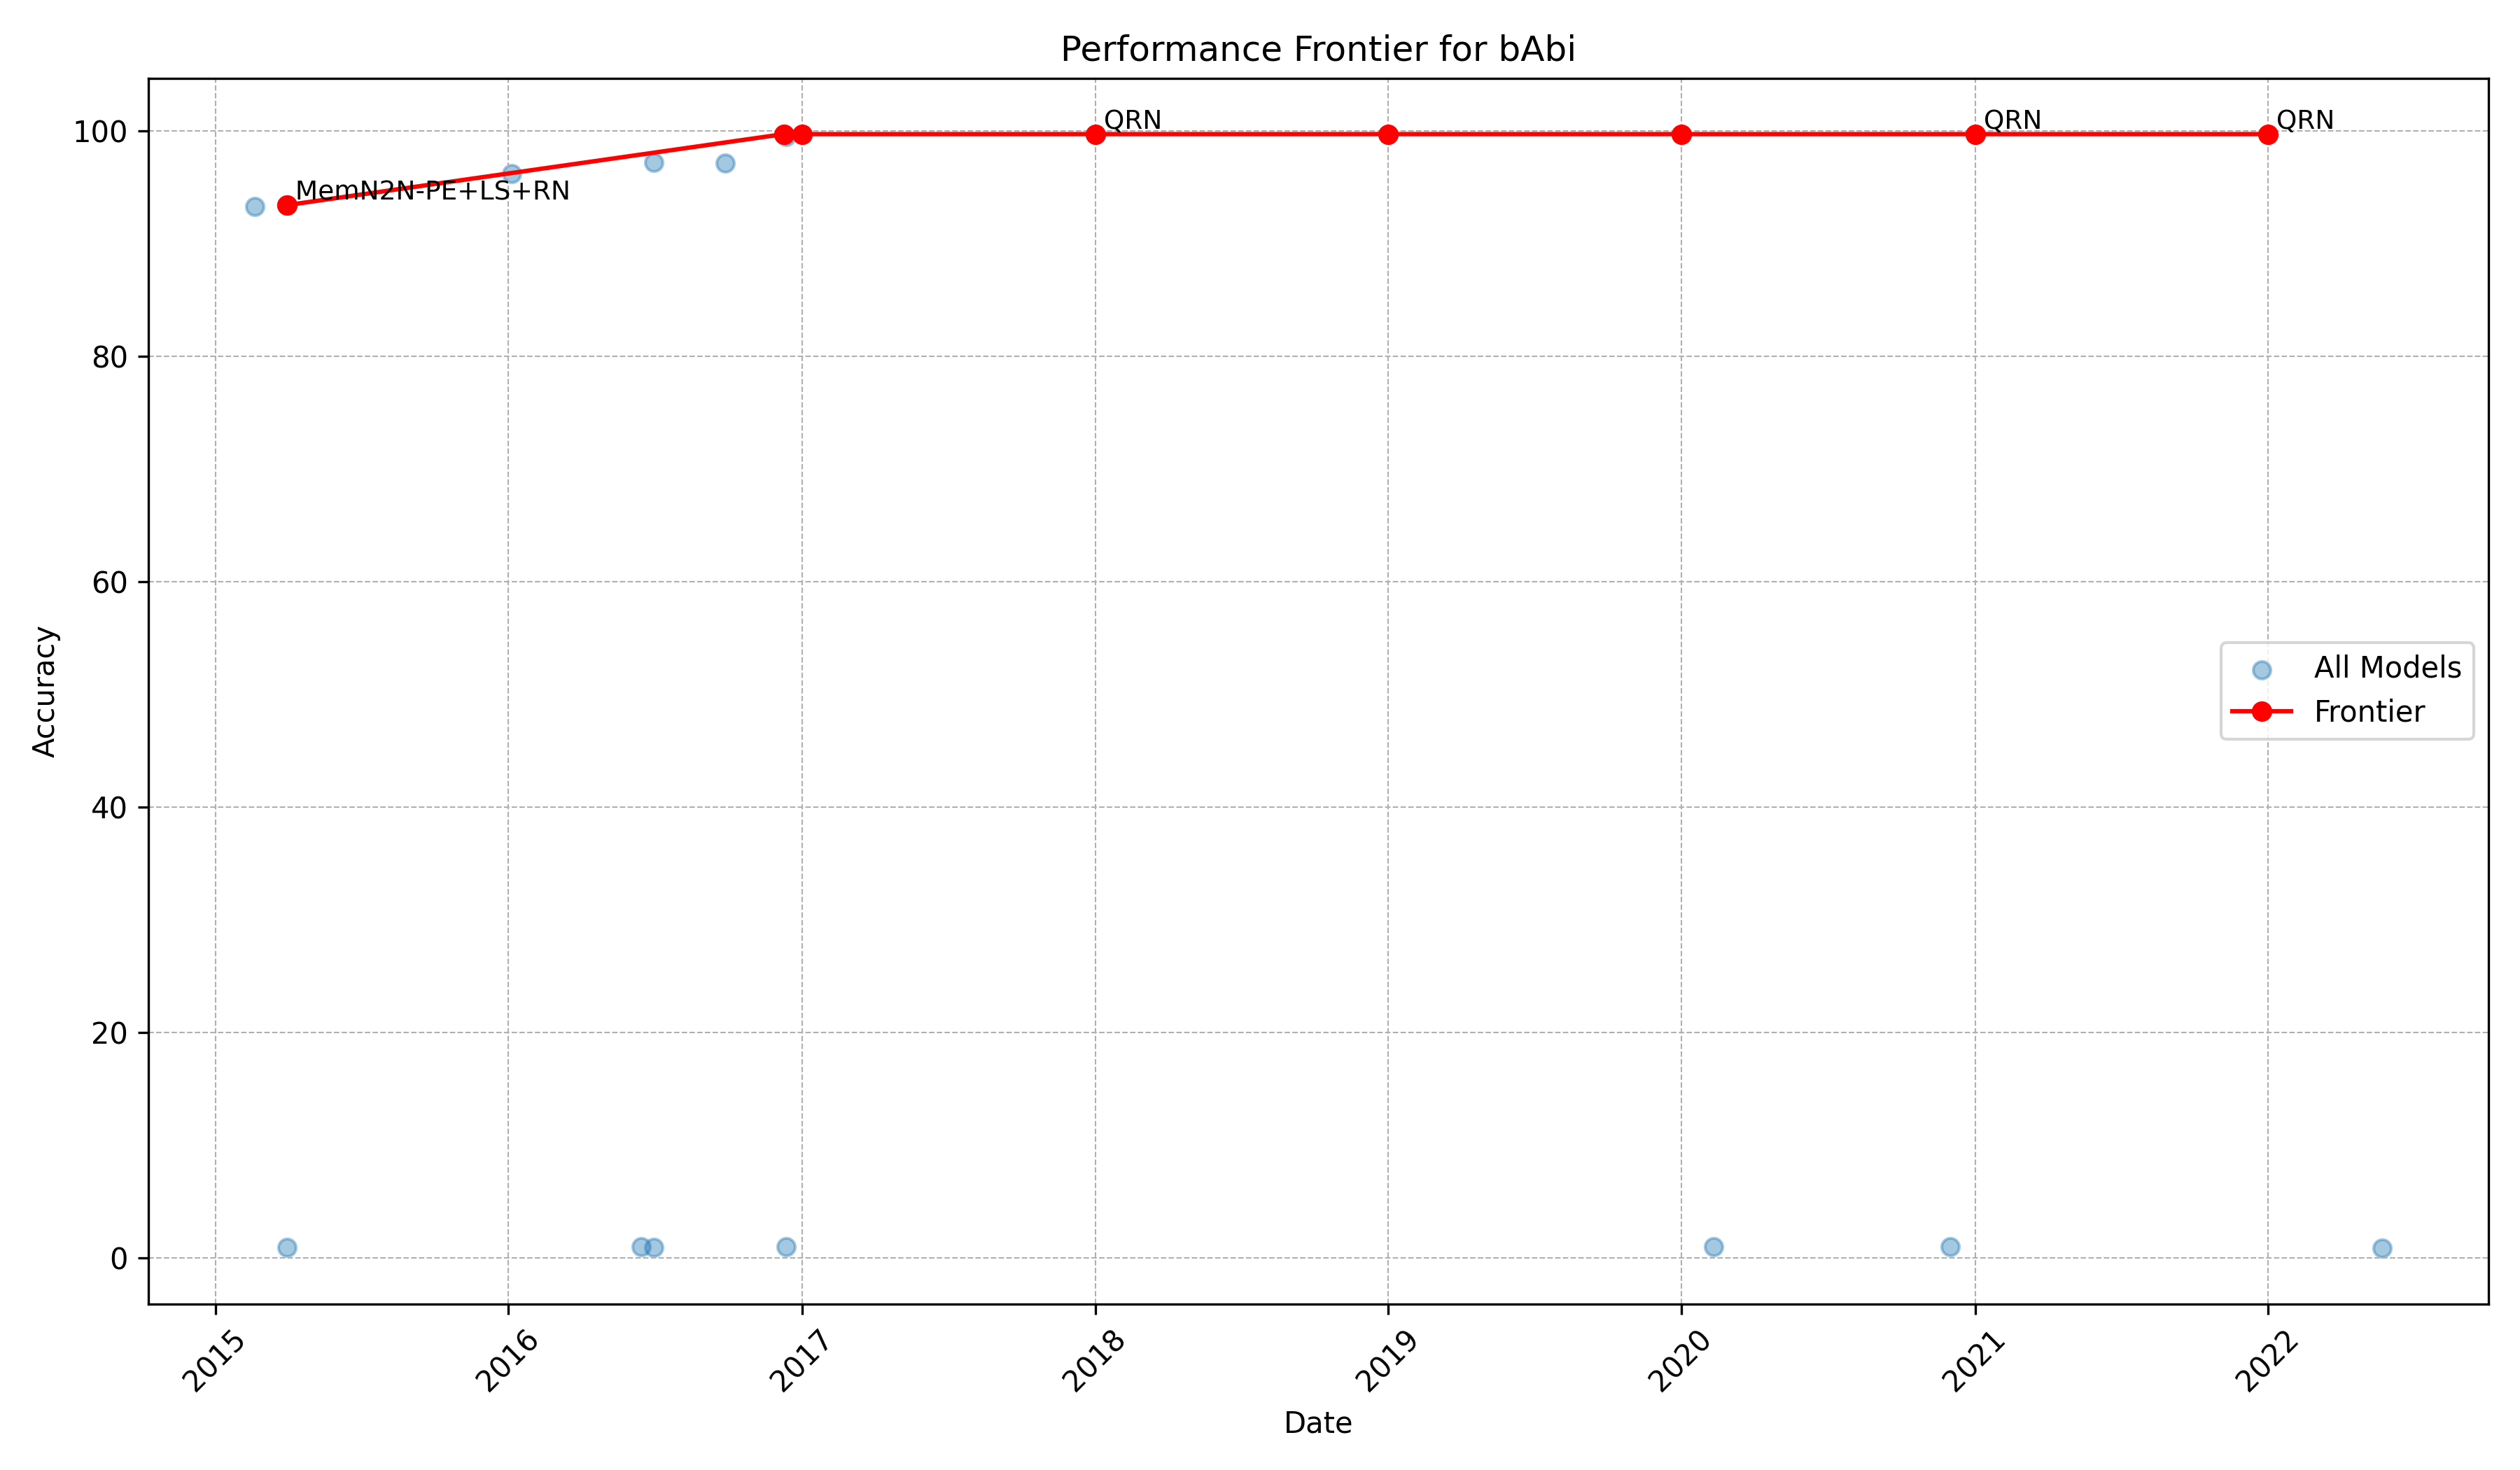 Performance Frontier for bAbi
100
80
60
40
20
0
Accuracy
MemN2N-PE+LS+RN
QRN
QRN
QRN
All Models
Frontier
2015
2016
2017
2018
2019
2020
2021
2022
Date